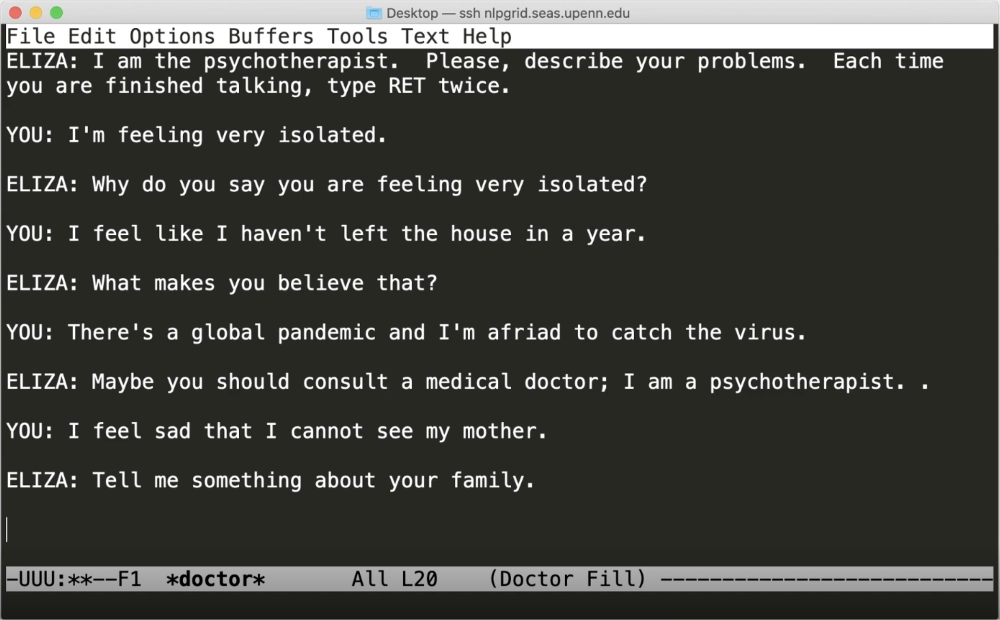 Desktop — ssh nlpgrid.seas.upenn.edu
File Edit Options Buffers Tools Text Help
ELIZA: I am the psychotherapist.  Please, describe your problems.  Each time
you are finished talking, type RET twice.
YOU: I'm feeling very isolated.
ELIZA: Why do you say you are feeling very isolated?
YOU: I feel like I haven't left the house in a year.
ELIZA: What makes you believe that?
YOU: There's a global pandemic and I'm afriad to catch the virus.
ELIZA: Maybe you should consult a medical doctor; I am a psychotherapist. .
YOU: I feel sad that I cannot see my mother.
ELIZA: Tell me something about your family.
-UUU:**--F1  *doctor*       All L20    (Doctor Fill) ---------------------------